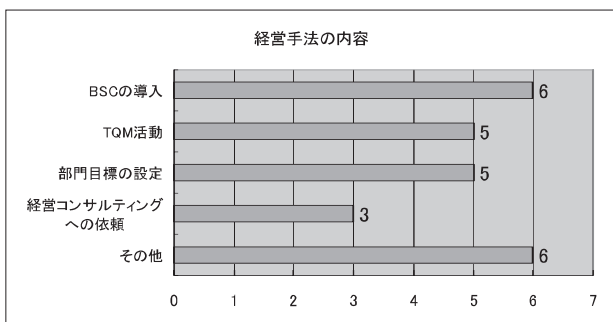 経営手法の内容
BSCの導入
6
TQM活動
5
部門目標の設定
5
経営コンサルティング
への依頼
3
その他
6
0 1 2 3 4 5 6 7